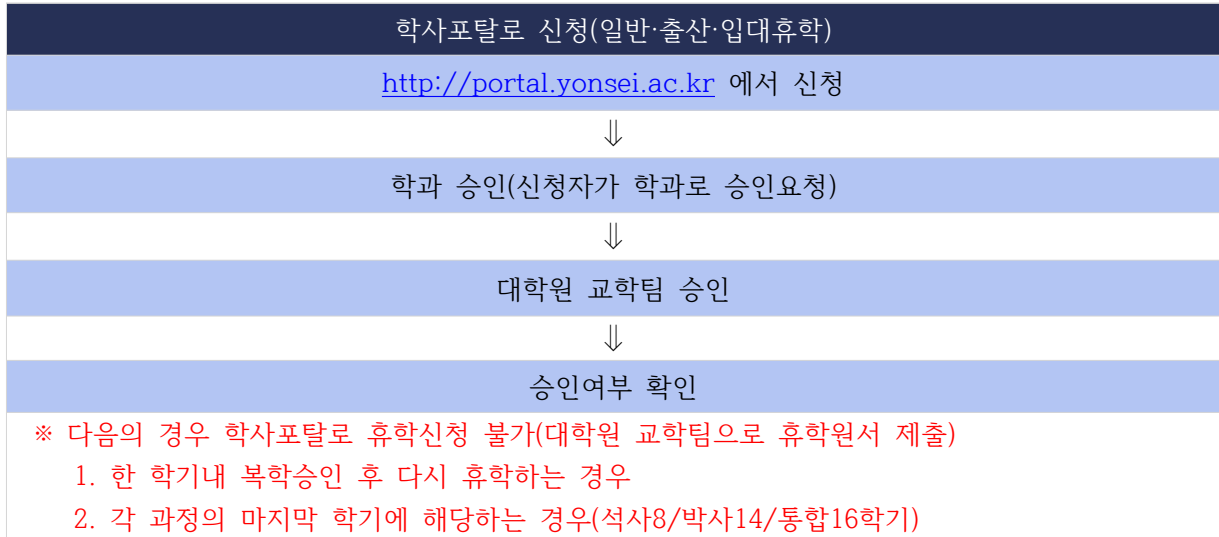 학사포탈로 신청(일반·출산·입대휴학)
http://portal.yonsei.ac.kr 에서 신청
⇓
학과 승인(신청자가 학과로 승인요청)
⇓
대학원 교학팀 승인
⇓
승인여부 확인
※ 다음의 경우 학사포탈로 휴학신청 불가(대학원 교학팀으로 휴학원서 제출)
1. 한 학기내 복학승인 후 다시 휴학하는 경우
2. 각 과정의 마지막 학기에 해당하는 경우(석사8/박사14/통합16학기)